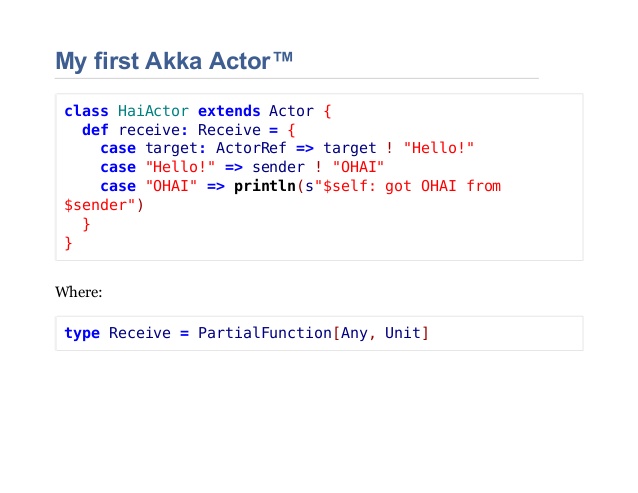 My first Akka Actor™
class HaiActor extends Actor {
  def receive: Receive = {
    case target: ActorRef => target ! "Hello!"
    case "Hello!" => sender ! "OHAI"
    case "OHAI" => println(s"$self: got OHAI from
$sender")
  }
}
Where:
type Receive = PartialFunction[Any, Unit]